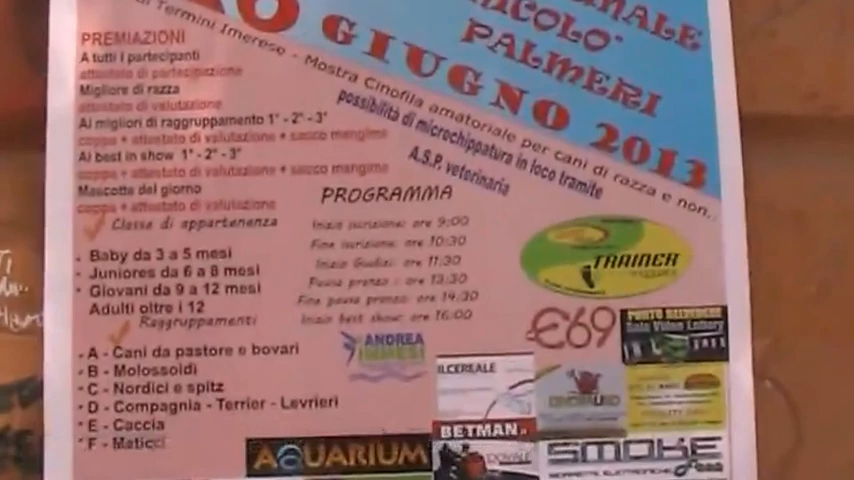 NICOLO'
PALMERI
GIUGNO 2013
di Termini Imerese - Mostra Cinofila amatoriale per cani di razza e non..
possibilità di microchippatura in loco tramite
A.S.P. veterinaria
PREMIAZIONI
A tutti i partecipanti
attestato di partecipazione
Migliore di razza
attestato di valutazione
Ai migliori di raggruppamento 1° - 2° - 3°
coppa + attestato di valutazione + sacco mangime
Ai best in show 1° - 2° - 3°
coppa + attestato di valutazione + sacco mangime
Mascotte del giorno
coppa + attestato di valutazione
Classe di appartenenza
Baby da 3 a 5 mesi
Juniores da 6 a 8 mesi
Giovani da 9 a 12 mesi
Adulti oltre i 12
Raggruppamenti
A - Cani da pastore e bovari
B - Molossoidi
C - Nordici e spitz
D - Compagnia - Terrier - Levrieri
E - Caccia
F - Meticci
PROGRAMMA
Inizio iscrizione: ore 9:00
Fine iscrizione: ore 10:30
Inizio Giudizi: ore 11:30
Pausa pranzo: ore 13:30
Fine pausa pranzo: ore 14:30
Inizio best show: ore 16:00
TRAINER
€69
ANDREA
ILCEREALE
BETMAN
AQUARIUM
SMOKE